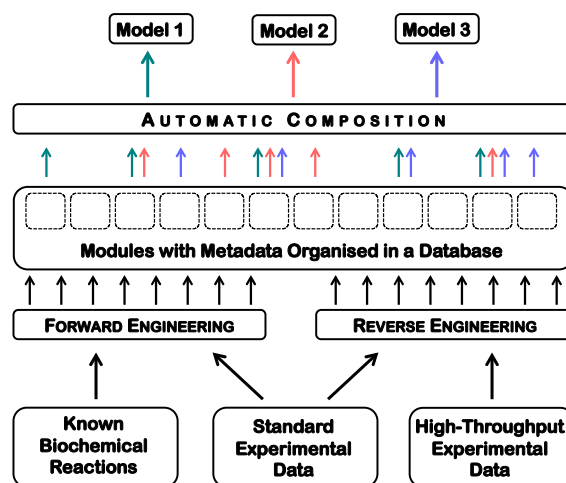 Model 1 Model 2 Model 3
AUTOMATIC COMPOSITION
Modules with Metadata Organised in a Database
FORWARD ENGINEERING REVERSE ENGINEERING
Known
Biochemical
Reactions
Standard
Experimental
Data
High-Throughput
Experimental
Data